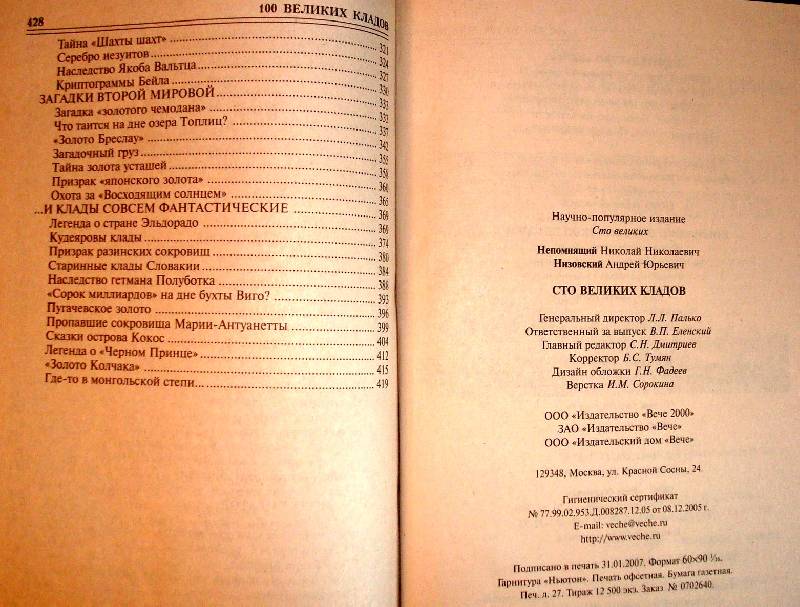 428
100 ВЕЛИКИХ КЛАДОВ
Тайна «Шахты шахт» 321
Серебро иезуитов 324
Наследство Якоба Вальтца 327
Криптограммы Бейла 330
ЗАГАДКИ ВТОРОЙ МИРОВОЙ 333
Загадка «золотого чемодана» 333
Что таится на дне озера Топлиц? 337
«Золото Бреслау» 342
Загадочный груз 355
Тайна золота усташей 358
Призрак «японского золота» 360
Охота за «Восходящим солнцем» 365
...И КЛАДЫ СОВСЕМ ФАНТАСТИЧЕСКИЕ 368
Легенда о стране Эльдорадо 368
Кудеяровы клады 374
Призрак разинских сокровищ 380
Старинные клады Словакии 384
Наследство гетмана Полуботка 388
«Сорок миллиардов» на дне бухты Виго? 393
Пугачевское золото 396
Пропавшие сокровища Марии-Антуанетты 399
Сказки острова Кокос 404
Легенда о «Черном Принце» 412
«Золото Колчака» 415
Где-то в монгольской степи... 419
Научно-популярное издание
Сто великих
Непомнящий Николай Николаевич
Низовский Андрей Юрьевич
СТО ВЕЛИКИХ КЛАДОВ
Генеральный директор Л.Л. Палько
Ответственный за выпуск В.П. Еленский
Главный редактор С.Н. Дмитриев
Корректор Б.С. Тумян
Дизайн обложки Г.Н. Фадеев
Верстка И.М. Сорокина
ООО «Издательство «Вече 2000»
ЗАО «Издательство «Вече»
ООО «Издательский дом «Вече»
129348, Москва, ул. Красной Сосны, 24.
Гигиенический сертификат
№ 77.99.02.953.Д.008287.12.05 от 08.12.2005 г.
E-mail: veche@veche.ru
http://www.veche.ru
Подписано в печать 31.01.2007. Формат 60×90 1/16.
Гарнитура «Ньютон». Печать офсетная. Бумага газетная.
Печ. л. 27. Тираж 12 500 экз. Заказ № 0702640.